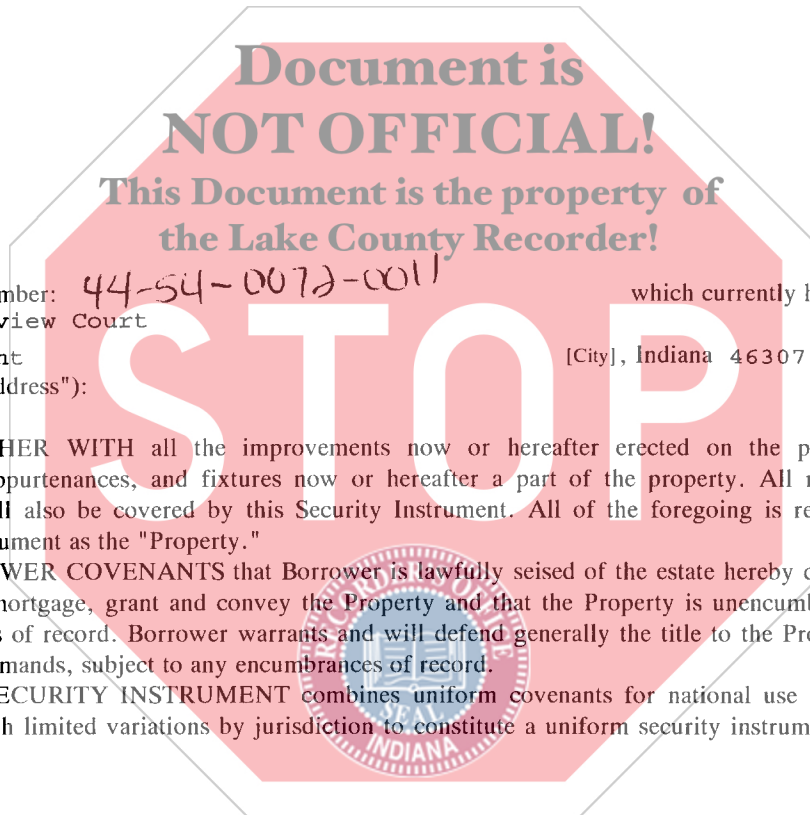 Document is
NOT OFFICIAL!
This Document is the property of
the Lake County Recorder!
mber: 44-54-0072-0011 which currently h
view Court
nt [City], Indiana 46307
ddress"):
STOP
HER WITH all the improvements now or hereafter erected on the p
ppurtenances, and fixtures now or hereafter a part of the property. All r
ll also be covered by this Security Instrument. All of the foregoing is re
ument as the "Property."
WER COVENANTS that Borrower is lawfully seised of the estate hereby c
nortgage, grant and convey the Property and that the Property is unencumb
s of record. Borrower warrants and will defend generally the title to the Pro
mands, subject to any encumbrances of record.
ECURITY INSTRUMENT combines uniform covenants for national use
h limited variations by jurisdiction to constitute a uniform security instrum
RECORDER'S OFFICE
SEAL
INDIANA